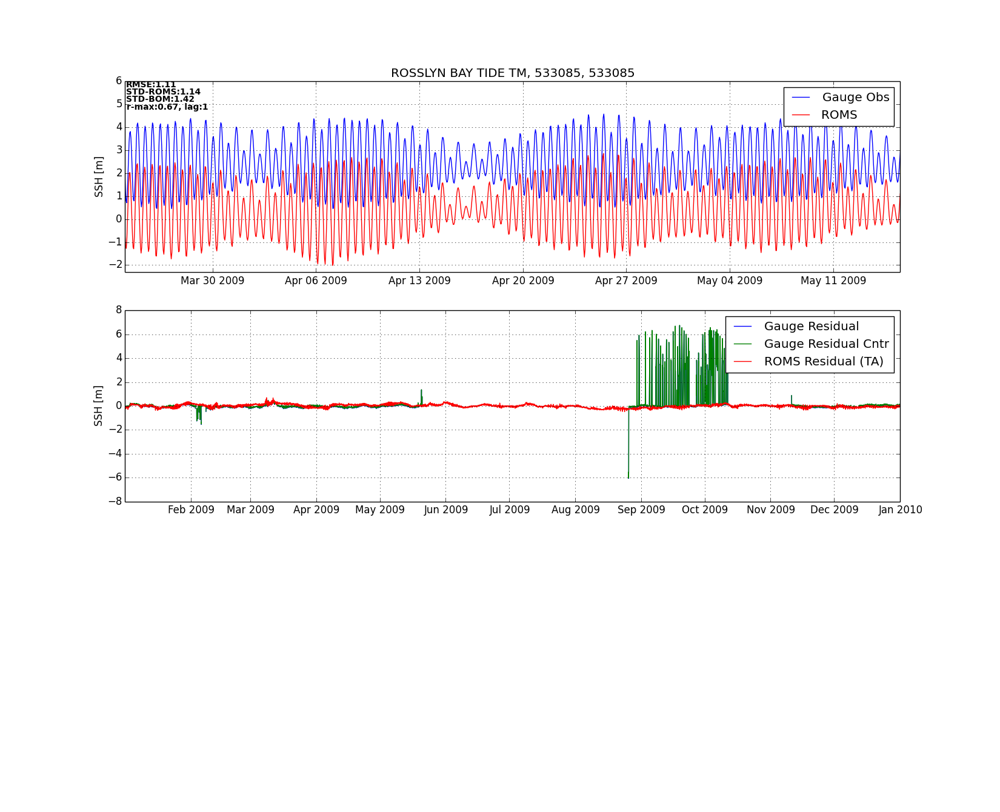 ROSSLYN BAY TIDE TM, 533085, 533085
RMSE:1.11
STD-ROMS:1.14
STD-BOM:1.42
r-max:0.67, lag:1
Gauge Obs
ROMS
SSH [m]
6
5
4
3
2
1
0
−1
−2
Mar 30 2009
Apr 06 2009
Apr 13 2009
Apr 20 2009
Apr 27 2009
May 04 2009
May 11 2009
Gauge Residual
Gauge Residual Cntr
ROMS Residual (TA)
SSH [m]
8
6
4
2
0
−2
−4
−6
−8
Feb 2009
Mar 2009
Apr 2009
May 2009
Jun 2009
Jul 2009
Aug 2009
Sep 2009
Oct 2009
Nov 2009
Dec 2009
Jan 2010